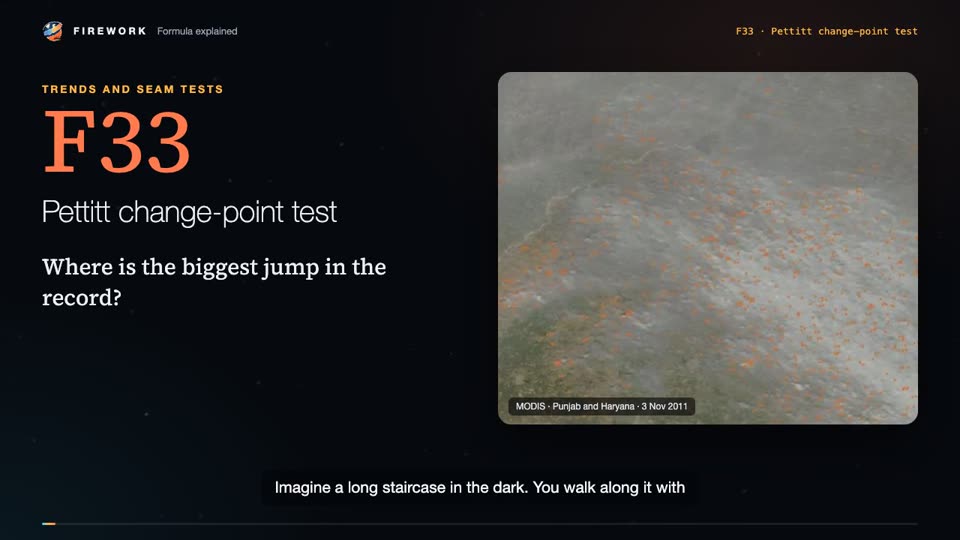 FIREWORK Formula explained
F33 · Pettitt change-point test
TRENDS AND SEAM TESTS
F33
Pettitt change-point test
Where is the biggest jump in the
record?
MODIS · Punjab and Haryana · 3 Nov 2011
Imagine a long staircase in the dark. You walk along it with